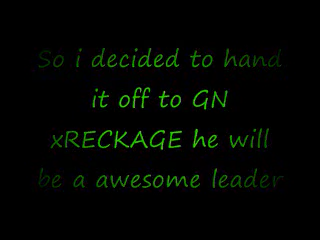 So i decided to hand
it off to GN
xRECKAGE he will
be a awesome leader